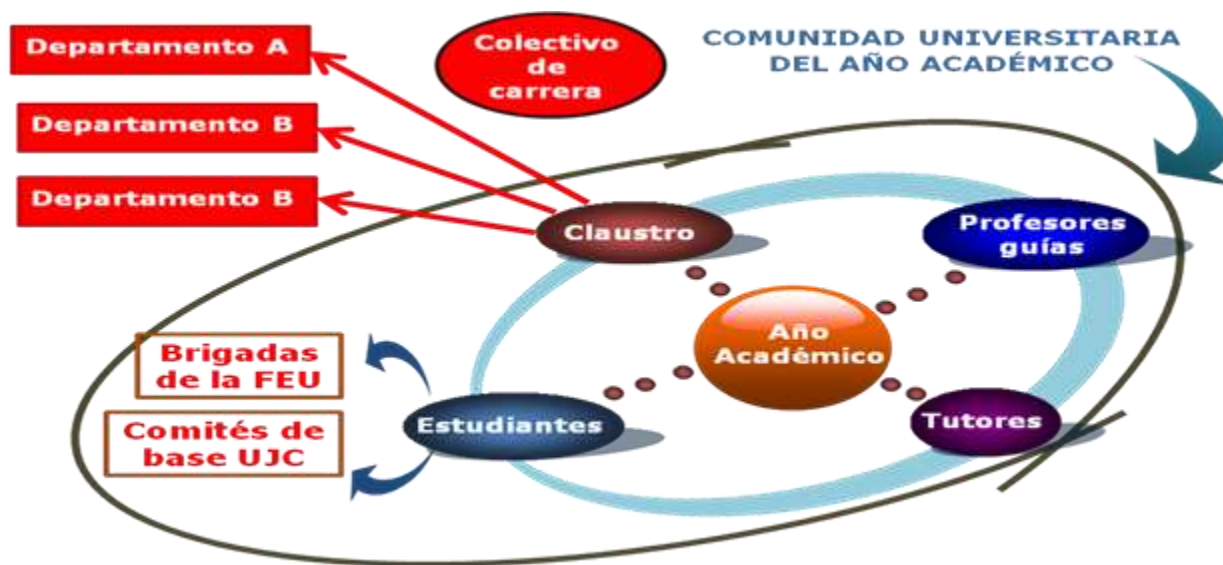 Departamento A
Departamento B
Departamento B
Colectivo
de
carrera
COMUNIDAD UNIVERSITARIA
DEL AÑO ACADÉMICO
Claustro
Profesores
guías
Año
Académico
Brigadas
de la FEU
Comités de
base UJC
Estudiantes
Tutores